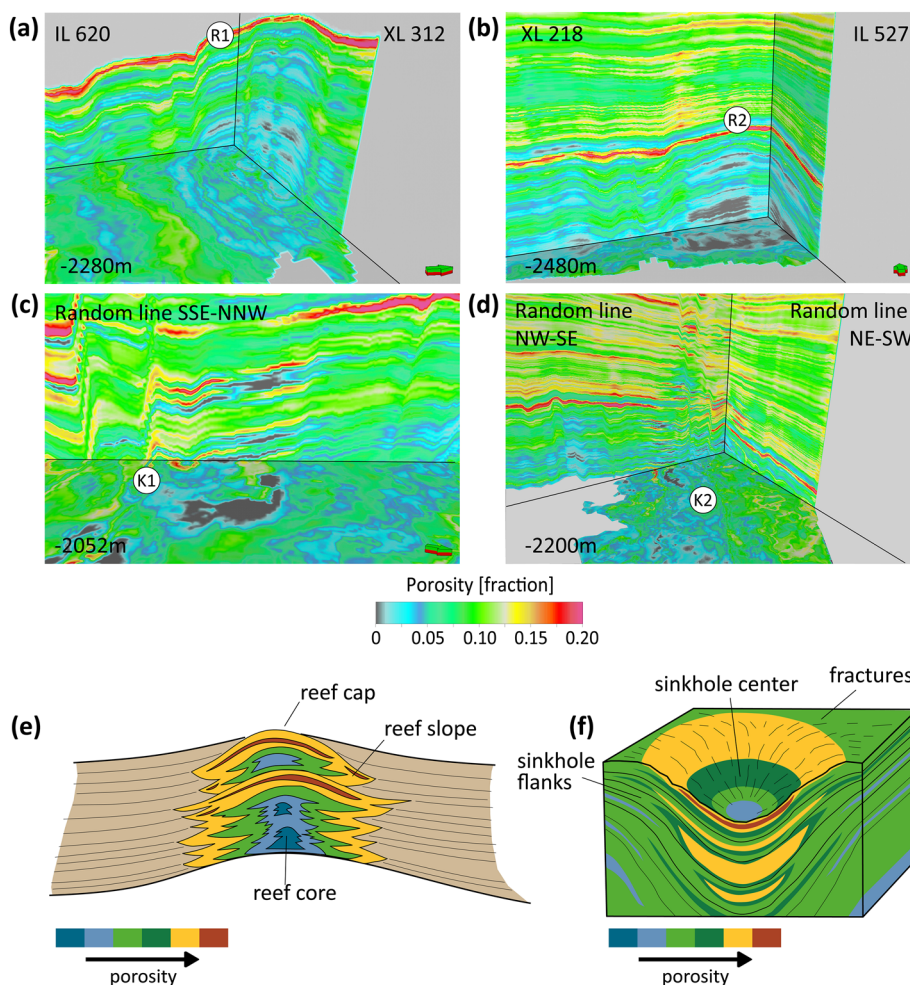 (a) IL 620 R1 XL 312
-2280m
(b) XL 218 IL 527
R2
-2480m
(c) Random line SSE-NNW
K1
-2052m
(d) Random line NW-SE
Random line NE-SW
K2
-2200m
Porosity [fraction]
0 0.05 0.10 0.15 0.20
(e)
reef cap
reef slope
reef core
porosity
(f)
sinkhole center
fractures
sinkhole flanks
porosity